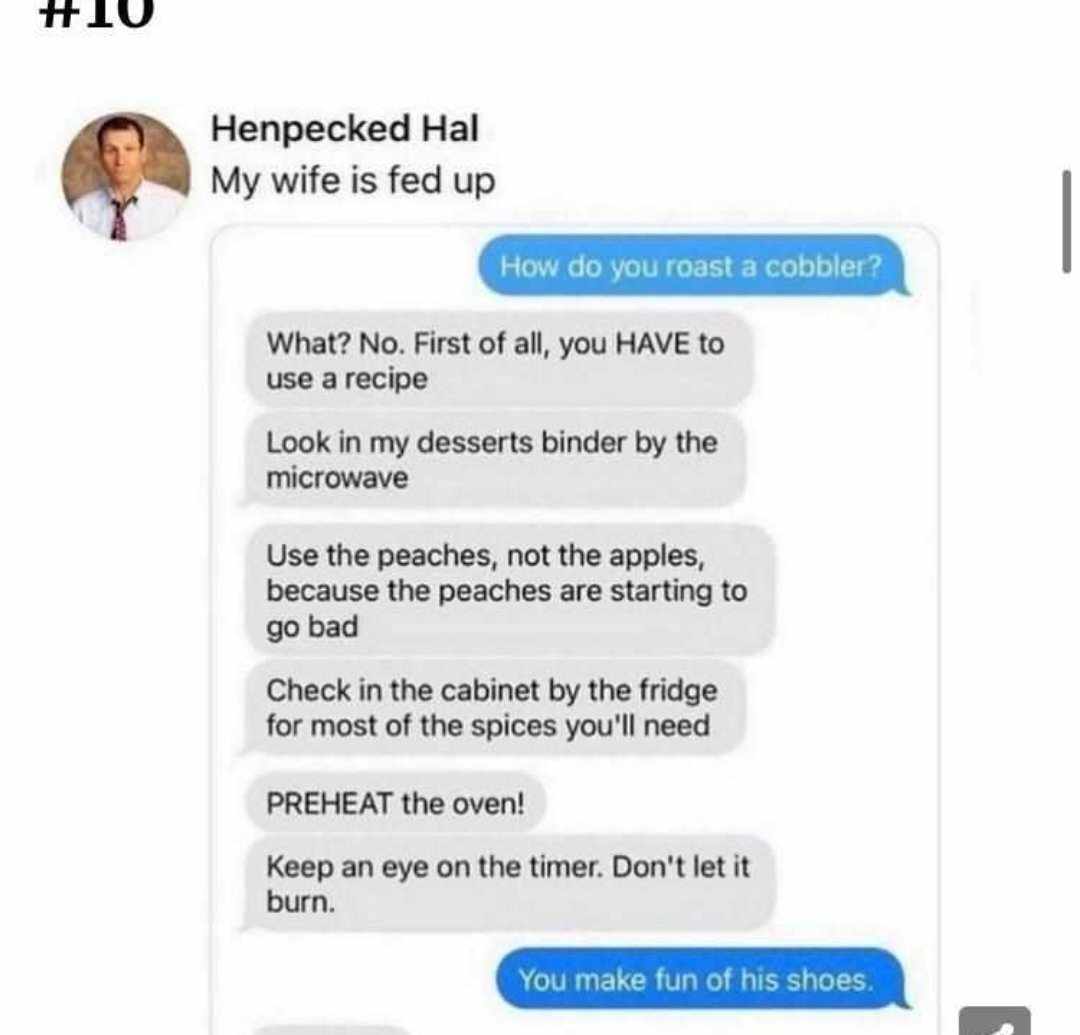 #10
Henpecked Hal
My wife is fed up
How do you roast a cobbler?
What? No. First of all, you HAVE to
use a recipe
Look in my desserts binder by the
microwave
Use the peaches, not the apples,
because the peaches are starting to
go bad
Check in the cabinet by the fridge
for most of the spices you'll need
PREHEAT the oven!
Keep an eye on the timer. Don't let it
burn.
You make fun of his shoes.